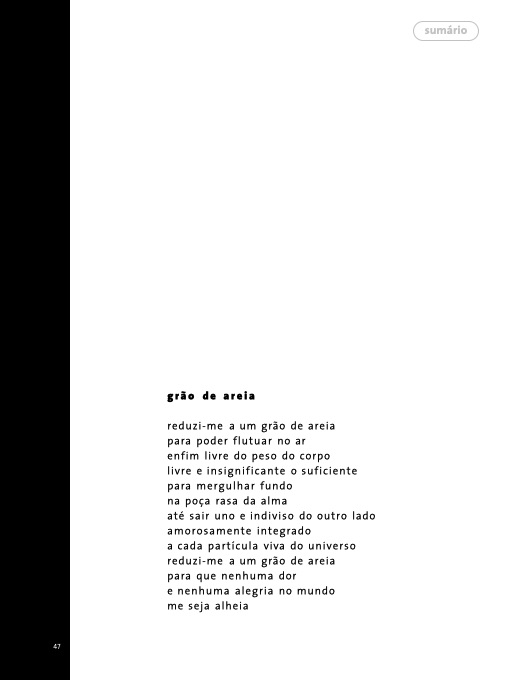 sumário
grão de areia
reduzi-me a um grão de areia
para poder flutuar no ar
enfim livre do peso do corpo
livre e insignificante o suficiente
para mergulhar fundo
na poça rasa da alma
até sair uno e indiviso do outro lado
amorosamente integrado
a cada partícula viva do universo
reduzi-me a um grão de areia
para que nenhuma dor
e nenhuma alegria no mundo
me seja alheia
47